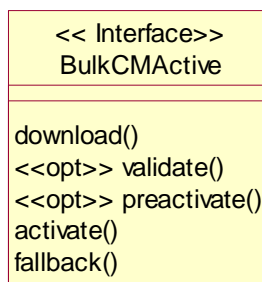 << Interface>>
BulkCMActive
download()
<<opt>> validate()
<<opt>> preactivate()
activate()
fallback()